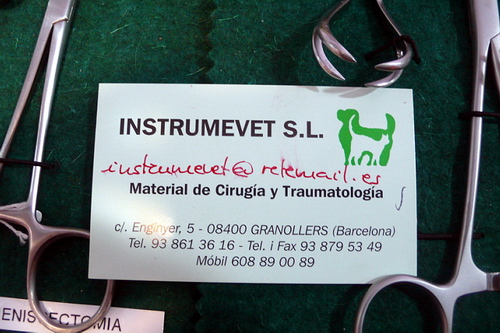 INSTRUMEVET S.L.
instrumevet@retemail.es
Material de Cirugía y Traumatología
c/. Enginyer, 5 - 08400 GRANOLLERS (Barcelona)
Tel. 93 861 36 16 - Tel. i Fax 93 879 53 49
Móbil 608 89 00 89